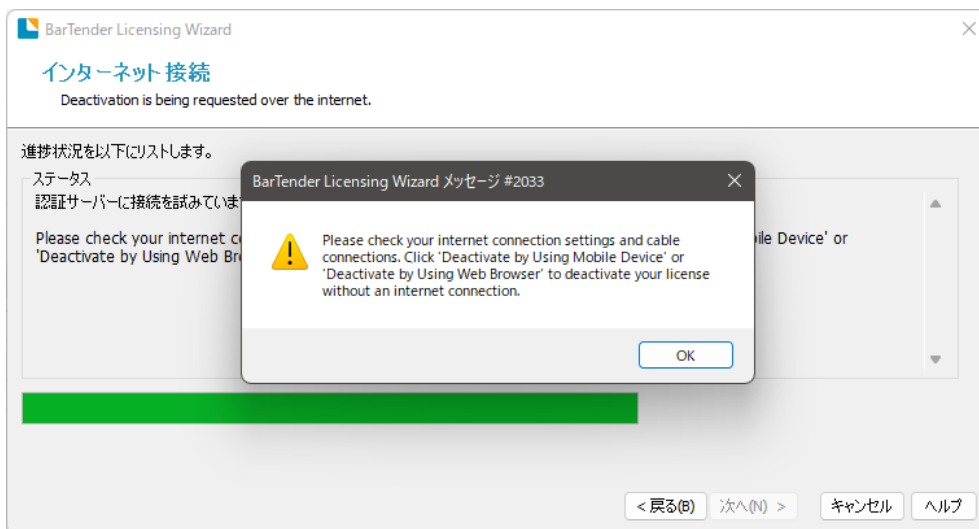 BarTender Licensing Wizard
インターネット接続
Deactivation is being requested over the internet.
進捗状況を以下にリストします。
ステータス
認証サーバーに接続を試みていま
Please check your internet c
ile Device' or
'Deactivate by Using Web Br
BarTender Licensing Wizard メッセージ #2033
Please check your internet connection settings and cable
connections. Click 'Deactivate by Using Mobile Device' or
'Deactivate by Using Web Browser' to deactivate your license
without an internet connection.
OK
< 戻る(B)
次へ(N) >
キャンセル
ヘルプ